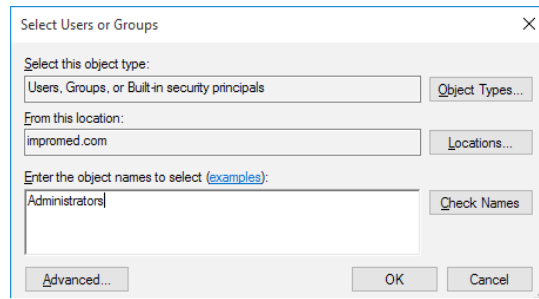 Select Users or Groups
Select this object type:
Users, Groups, or Built-in security principals
Object Types...
From this location:
impromed.com
Locations...
Enter the object names to select (examples):
Administrators
Check Names
Advanced...
OK
Cancel